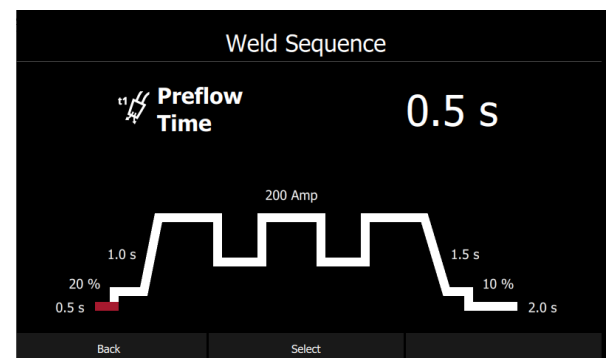 Weld Sequence
t1 Preflow
Time
0.5 s
200 Amp
1.0 s
1.5 s
20 %
10 %
0.5 s
2.0 s
Back
Select